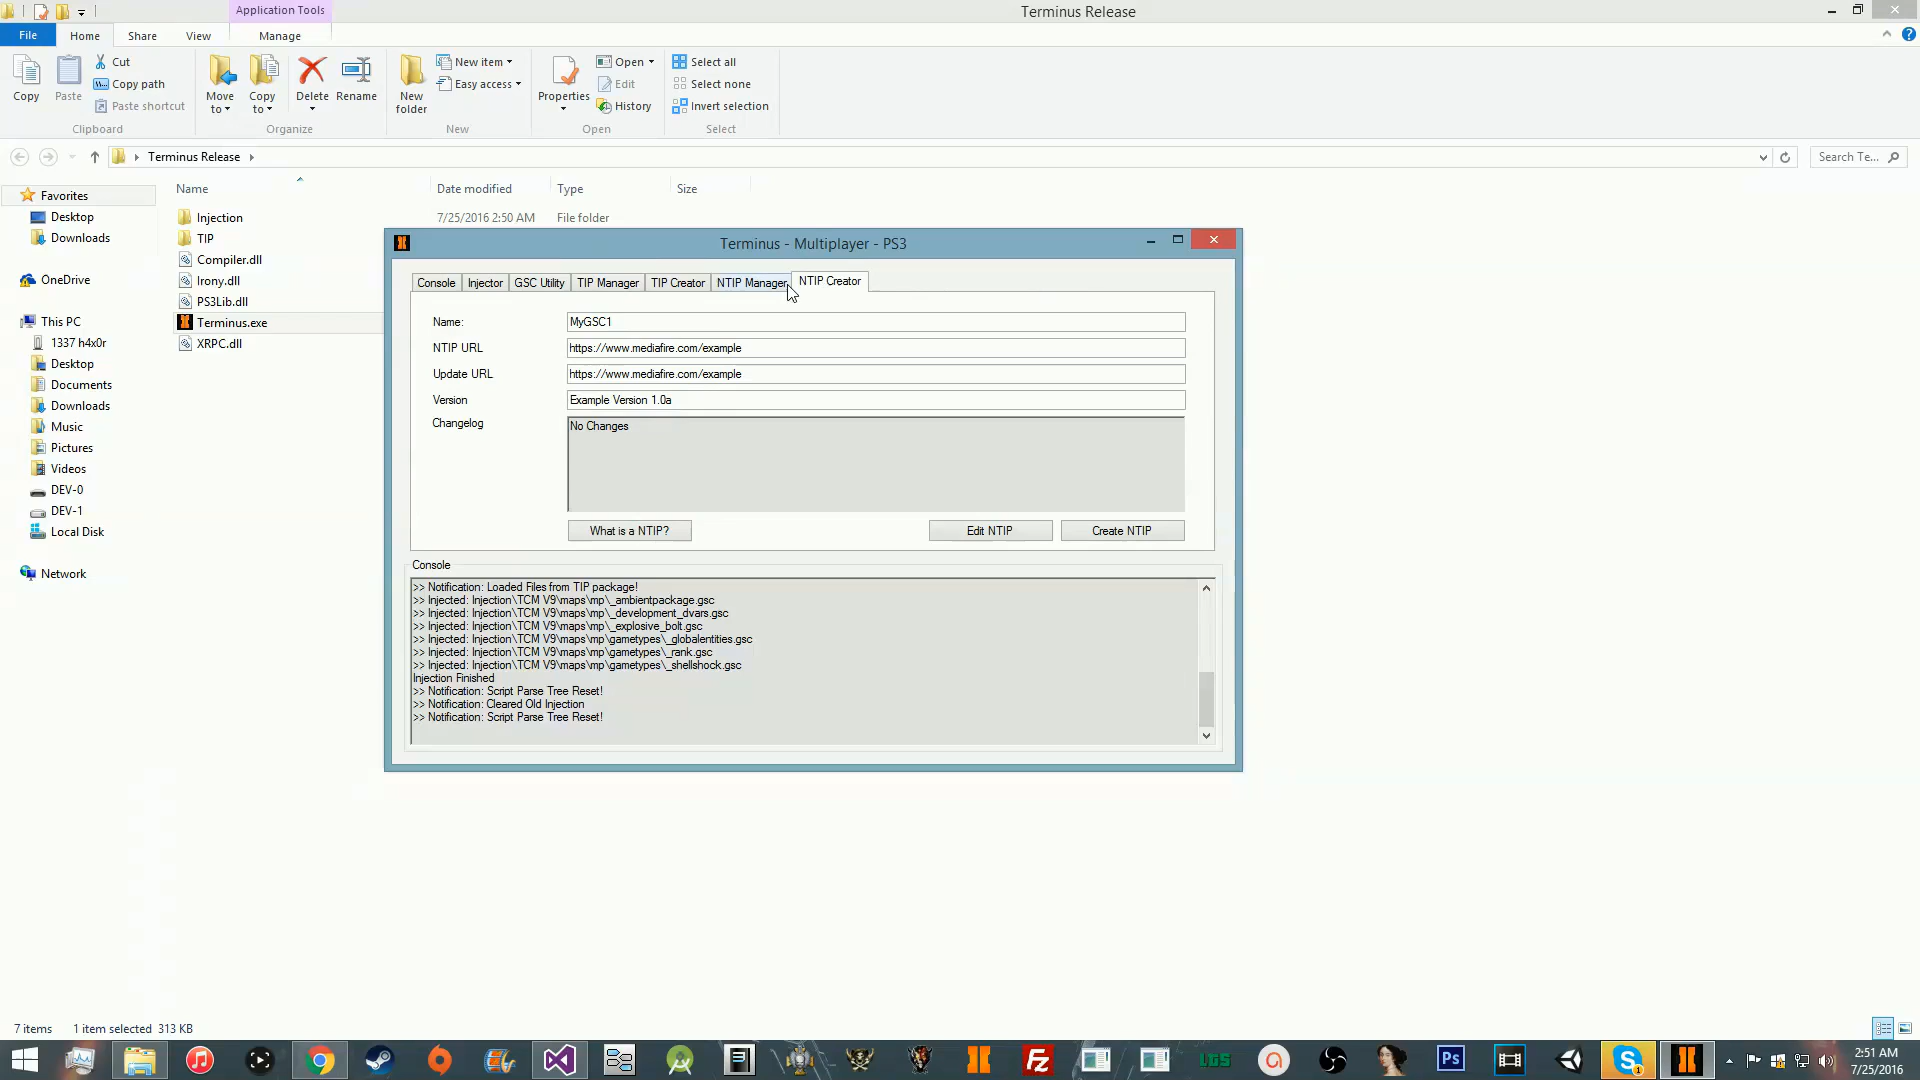 Application Tools
Terminus Release
File
Home
Share
View
Manage
Copy
Paste
Cut
Copy path
Paste shortcut
Clipboard
Move to
Copy to
Delete
Rename
Organize
New folder
New item
Easy access
New
Properties
Open
Edit
History
Open
Select all
Select none
Invert selection
Select
Terminus Release
Search Te...
Name
Date modified
Type
Size
Favorites
Desktop
Downloads
OneDrive
This PC
1337 h4x0r
Desktop
Documents
Downloads
Music
Pictures
Videos
DEV-0
DEV-1
Local Disk
Network
Injection
7/25/2016 2:50 AM
File folder
TIP
Compiler.dll
Irony.dll
PS3Lib.dll
Terminus.exe
XRPC.dll
Terminus - Multiplayer - PS3
Console
Injector
GSC Utility
TIP Manager
TIP Creator
NTIP Manager
NTIP Creator
Name:
MyGSC1
NTIP URL
https://www.mediafire.com/example
Update URL
https://www.mediafire.com/example
Version
Example Version 1.0a
Changelog
No Changes
What is a NTIP?
Edit NTIP
Create NTIP
Console
>> Notification: Loaded Files from TIP package!
>> Injected: Injection\TCM V9\maps\mp\_ambientpackage.gsc
>> Injected: Injection\TCM V9\maps\mp\_development_dvars.gsc
>> Injected: Injection\TCM V9\maps\mp\_explosive_bolt.gsc
>> Injected: Injection\TCM V9\maps\mp\gametypes\_globalentities.gsc
>> Injected: Injection\TCM V9\maps\mp\gametypes\_rank.gsc
>> Injected: Injection\TCM V9\maps\mp\gametypes\_shellshock.gsc
Injection Finished
>> Notification: Script Parse Tree Reset!
>> Notification: Cleared Old Injection
>> Notification: Script Parse Tree Reset!
7 items
1 item selected 313 KB
LTS
Fz
Ps
2:51 AM
7/25/2016